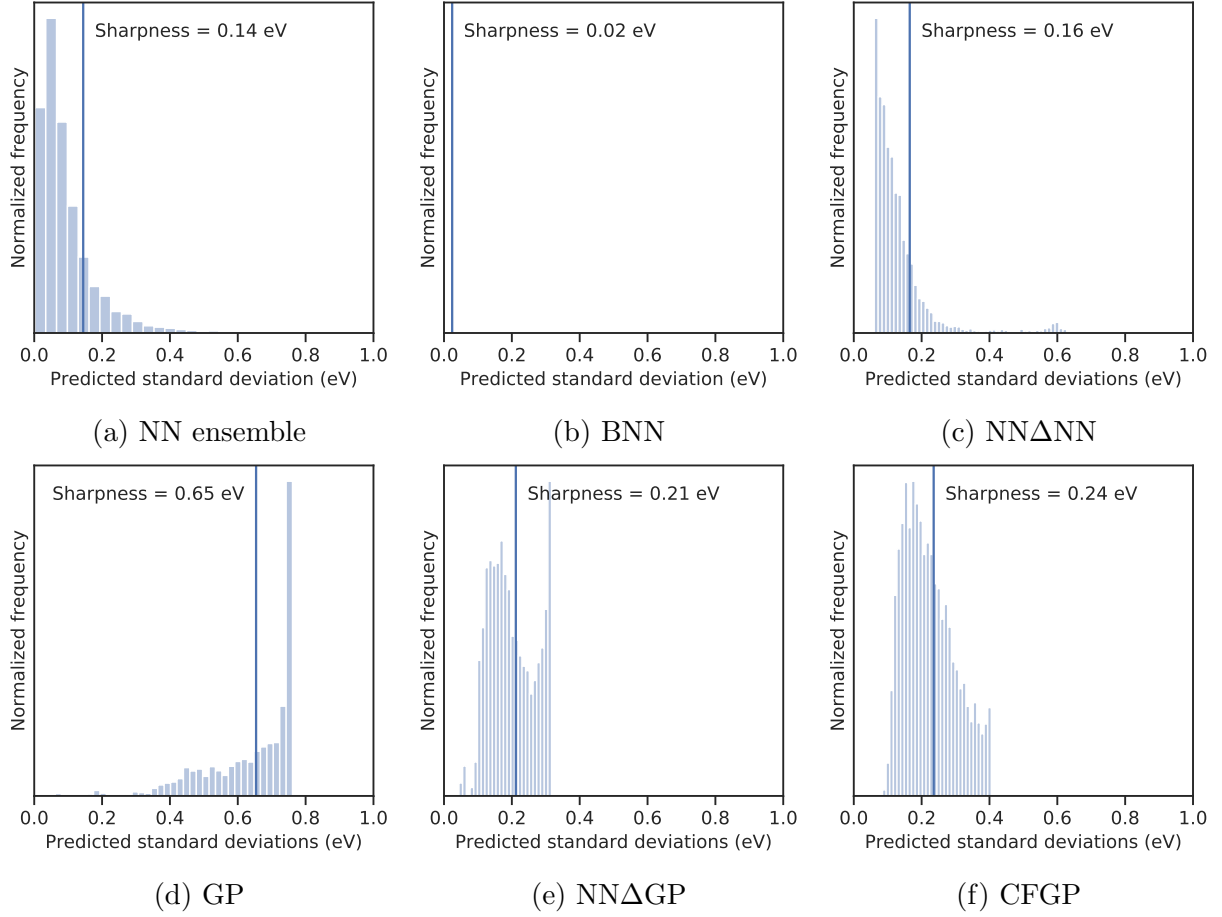 Sharpness = 0.14 eV
Normalized frequency
0.0 0.2 0.4 0.6 0.8 1.0
Predicted standard deviation (eV)
(a) NN ensemble
Sharpness = 0.02 eV
Normalized frequency
0.0 0.2 0.4 0.6 0.8 1.0
Predicted standard deviation (eV)
(b) BNN
Sharpness = 0.16 eV
Normalized frequency
0.0 0.2 0.4 0.6 0.8 1.0
Predicted standard deviations (eV)
(c) NNΔNN
Sharpness = 0.65 eV
Normalized frequency
0.0 0.2 0.4 0.6 0.8 1.0
Predicted standard deviations (eV)
(d) GP
Sharpness = 0.21 eV
Normalized frequency
0.0 0.2 0.4 0.6 0.8 1.0
Predicted standard deviations (eV)
(e) NNΔGP
Sharpness = 0.24 eV
Normalized frequency
0.0 0.2 0.4 0.6 0.8 1.0
Predicted standard deviations (eV)
(f) CFGP